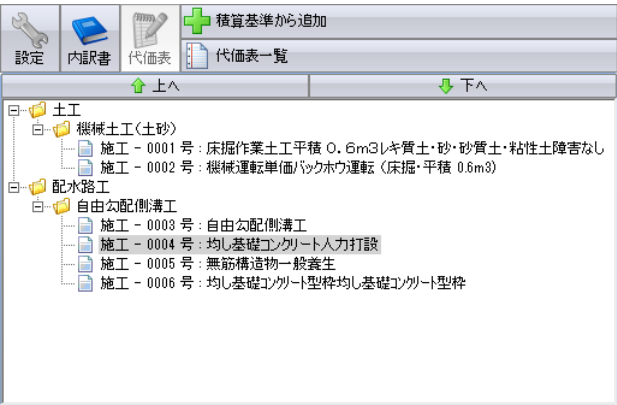 設定
内訳書
代価表
積算基準から追加
代価表一覧
上へ
下へ
土工
機械土工(土砂)
施工 - 0001 号 : 床掘作業土工平積 0.6m3レキ質土・砂・砂質土・粘性土障害なし
施工 - 0002 号 : 機械運転単価バックホウ運転 (床掘・平積 0.6m3)
配水路工
自由勾配側溝工
施工 - 0003 号 : 自由勾配側溝工
施工 - 0004 号 : 均し基礎コンクリート人力打設
施工 - 0005 号 : 無筋構造物一般養生
施工 - 0006 号 : 均し基礎コンクリート型枠均し基礎コンクリート型枠